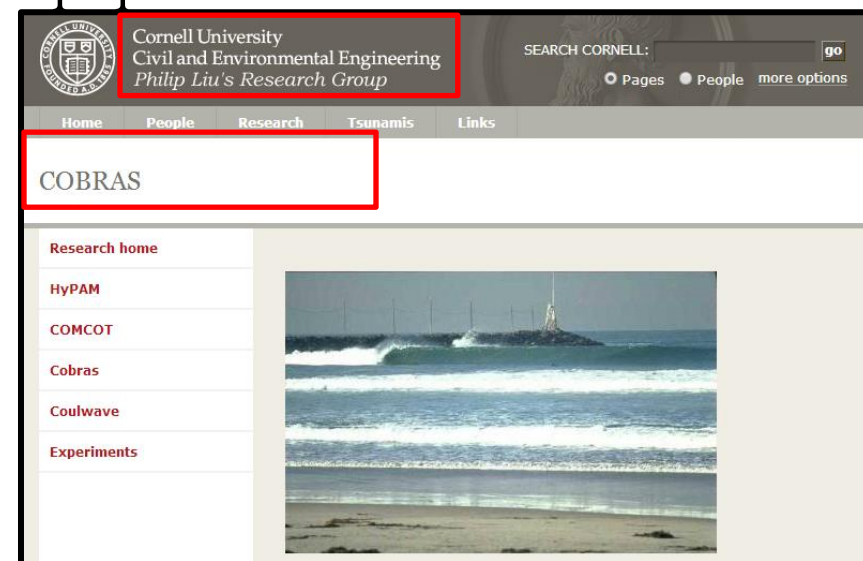 Cornell University
Civil and Environmental Engineering
Philip Liu's Research Group
SEARCH CORNELL:
go
Pages People more options
Home People Research Tsunamis Links
COBRAS
Research home
HyPAM
COMCOT
Cobras
Coulwave
Experiments